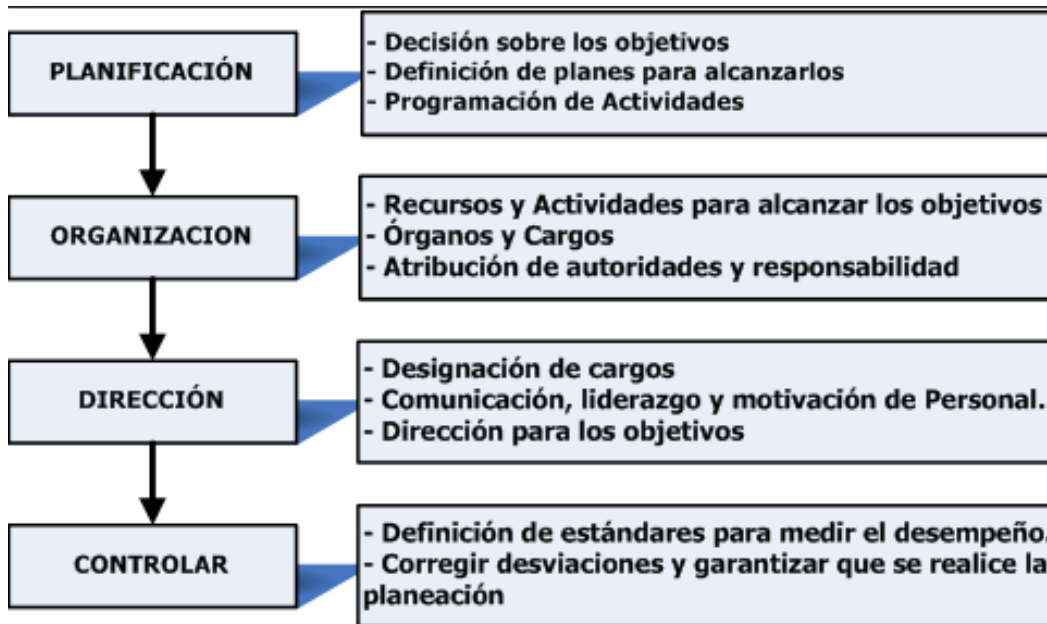 PLANIFICACIÓN
- Decisión sobre los objetivos
- Definición de planes para alcanzarlos
- Programación de Actividades
ORGANIZACION
- Recursos y Actividades para alcanzar los objetivos
- Órganos y Cargos
- Atribución de autoridades y responsabilidad
DIRECCIÓN
- Designación de cargos
- Comunicación, liderazgo y motivación de Personal.
- Dirección para los objetivos
CONTROLAR
- Definición de estándares para medir el desempeño.
- Corregir desviaciones y garantizar que se realice la
planeación